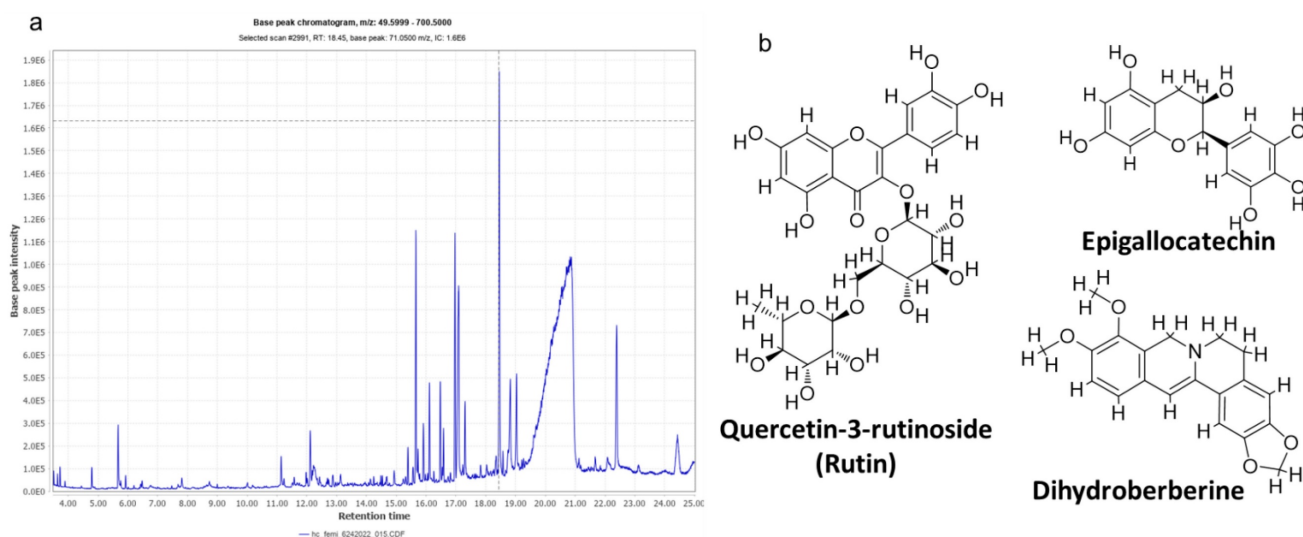 a
Base peak chromatogram, m/z: 49.5999 - 700.5000
Selected scan #2991, RT: 18.45, base peak: 71.0500 m/z, IC: 1.6E6
Base peak intensity
1.9E6
1.8E6
1.7E6
1.6E6
1.5E6
1.4E6
1.3E6
1.2E6
1.1E6
1.0E6
9.0E5
8.0E5
7.0E5
6.0E5
5.0E5
4.0E5
3.0E5
2.0E5
1.0E5
0.0E0
4.00 5.00 6.00 7.00 8.00 9.00 10.00 11.00 12.00 13.00 14.00 15.00 16.00 17.00 18.00 19.00 20.00 21.00 22.00 23.00 24.00 25.00
Retention time
hc_femi_6242022_015.CDF
b
Quercetin-3-rutinoside
(Rutin)
Epigallocatechin
Dihydroberberine